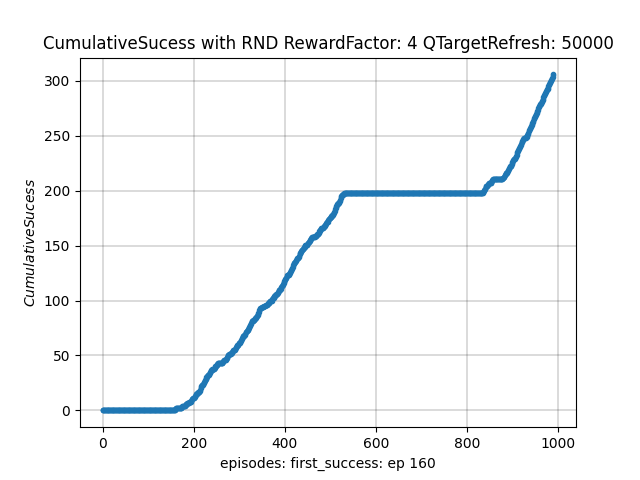 CumulativeSucess with RND RewardFactor: 4 QTargetRefresh: 50000
300
250
200
150
100
50
0
CumulativeSucess
0 200 400 600 800 1000
episodes: first_success: ep 160